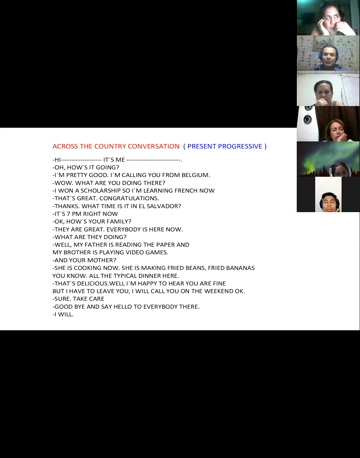 ACROSS THE COUNTRY CONVERSATION ( PRESENT PROGRESSIVE )
-HI------------------- IT´S ME -------------------------.
-OH, HOW´S IT GOING?
-I´M PRETTY GOOD. I´M CALLING YOU FROM BELGIUM.
-WOW. WHAT ARE YOU DOING THERE?
-I WON A SCHOLARSHIP SO I´M LEARNING FRENCH NOW
-THAT´S GREAT. CONGRATULATIONS.
-THANKS. WHAT TIME IS IT IN EL SALVADOR?
-IT´S 7 PM RIGHT NOW
-OK, HOW´S YOUR FAMILY?
-THEY ARE GREAT. EVERYBODY IS HERE NOW.
-WHAT ARE THEY DOING?
-WELL, MY FATHER IS READING THE PAPER AND
MY BROTHER IS PLAYING VIDEO GAMES.
-AND YOUR MOTHER?
-SHE IS COOKING NOW. SHE IS MAKING FRIED BEANS, FRIED BANANAS
YOU KNOW. ALL THE TYPICAL DINNER HERE.
-THAT´S DELICIOUS.WELL I´M HAPPY TO HEAR YOU ARE FINE
BUT I HAVE TO LEAVE YOU, I WILL CALL YOU ON THE WEEKEND OK.
-SURE. TAKE CARE
-GOOD BYE AND SAY HELLO TO EVERYBODY THERE.
-I WILL.